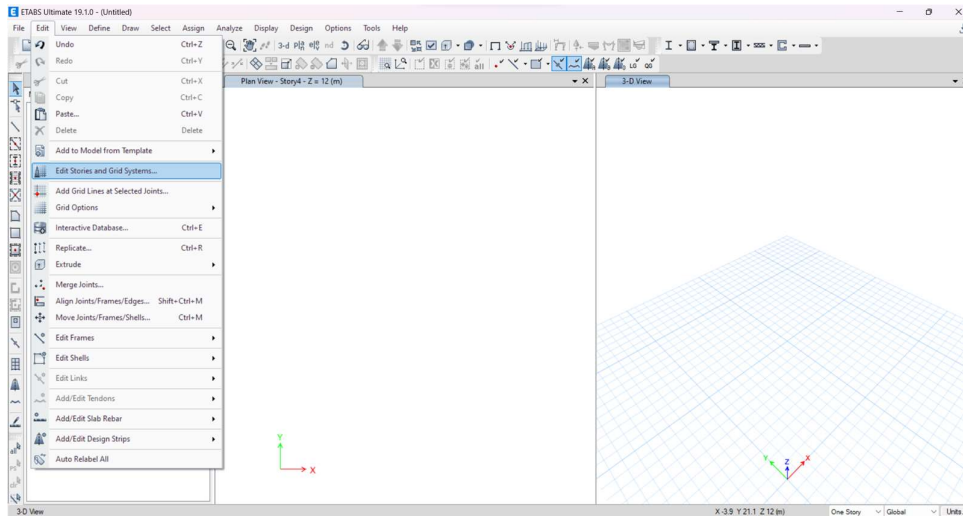 ETABS Ultimate 19.1.0 - (Untitled)
File Edit View Define Draw Select Assign Analyze Display Design Options Tools Help
Undo Ctrl+Z
Redo Ctrl+Y
Cut Ctrl+X
Copy Ctrl+C
Paste... Ctrl+V
Delete Delete
Add to Model from Template
Edit Stories and Grid Systems...
Add Grid Lines at Selected Joints...
Grid Options
Interactive Database... Ctrl+E
Replicate... Ctrl+R
Extrude
Merge Joints...
Align Joints/Frames/Edges... Shift+Ctrl+M
Move Joints/Frames/Shells... Ctrl+M
Edit Frames
Edit Shells
Edit Links
Add/Edit Tendons
Add/Edit Slab Rebar
Add/Edit Design Strips
Auto Relabel All
3-d
nd
Plan View - Story4 - Z = 12 (m)
3-D View
Y
X
Y
Z
X
3-D View
X -3.9 Y 21.1 Z 12 (m)
One Story
Global
Units...